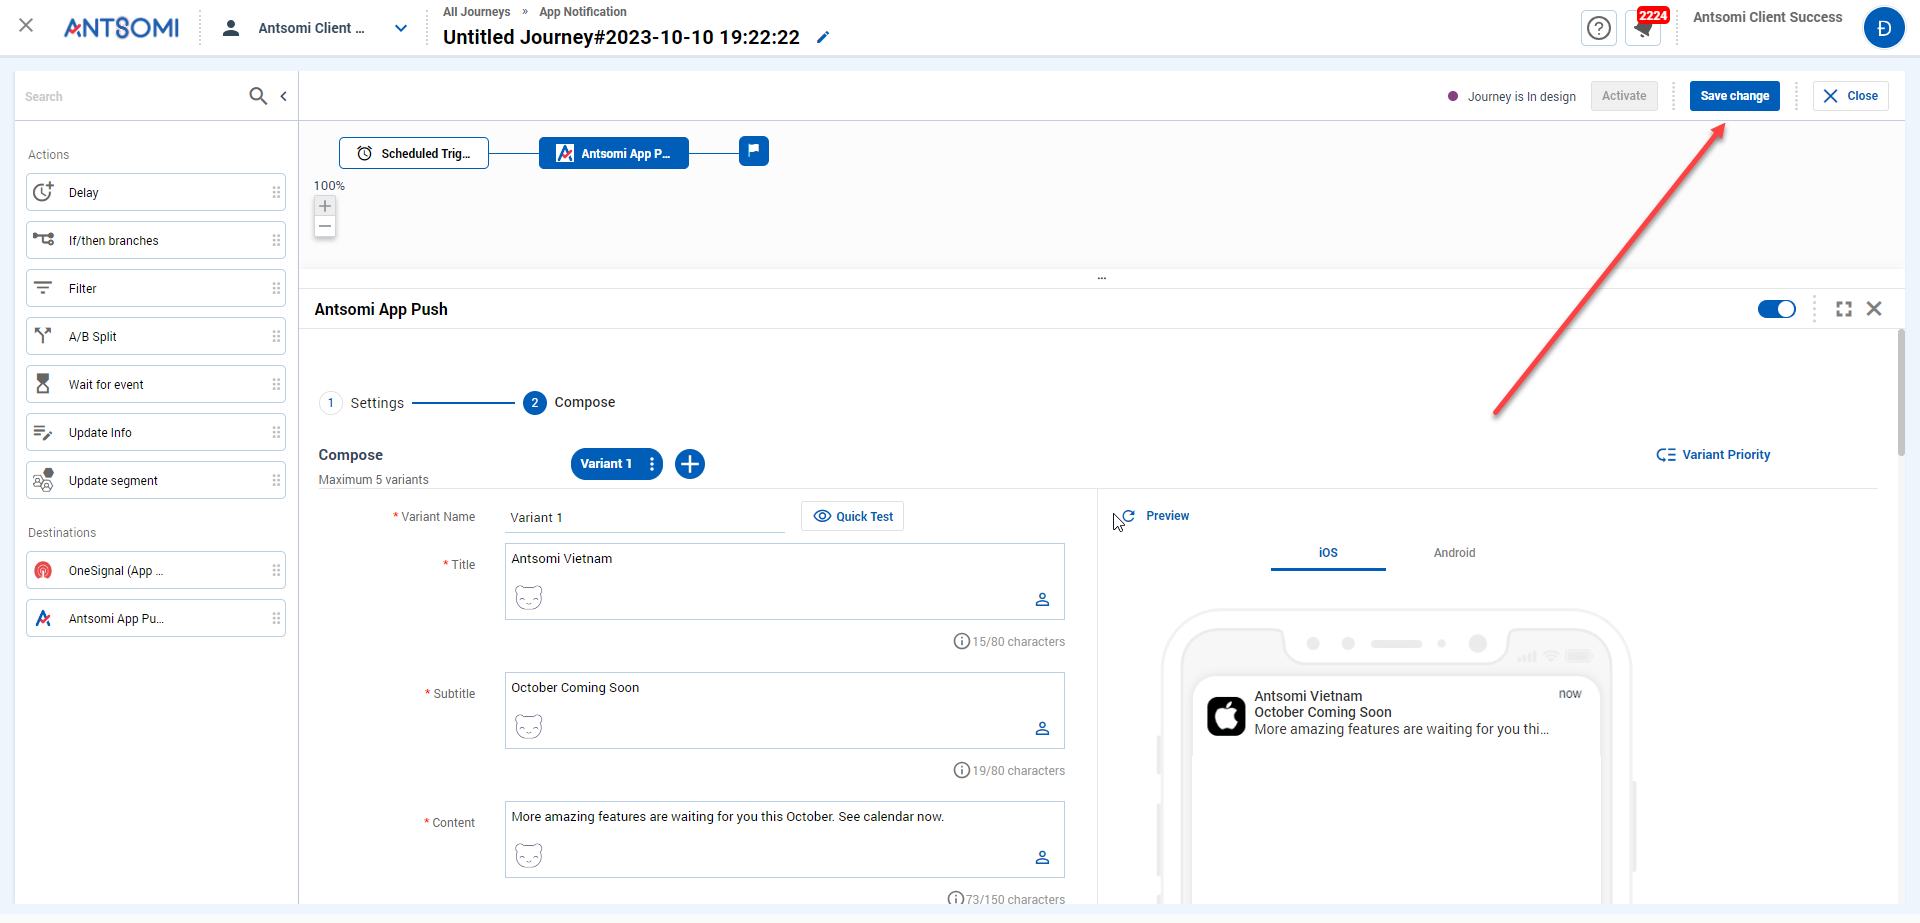 ANTSOMI
Antsomi Client ...
All Journeys » App Notification
Untitled Journey#2023-10-10 19:22:22
2224
Antsomi Client Success
Đ
Search
Journey is In design
Activate
Save change
Close
Actions
Delay
If/then branches
Filter
A/B Split
Wait for event
Update Info
Update segment
Destinations
OneSignal (App ...
Antsomi App Pu...
Scheduled Trig...
Antsomi App P...
100%
...
Antsomi App Push
1 Settings
2 Compose
Compose
Maximum 5 variants
Variant 1
Variant Priority
* Variant Name
Variant 1
Quick Test
* Title
Antsomi Vietnam
15/80 characters
* Subtitle
October Coming Soon
19/80 characters
* Content
More amazing features are waiting for you this October. See calendar now.
73/150 characters
Preview
iOS
Android
Antsomi Vietnam
now
October Coming Soon
More amazing features are waiting for you thi...